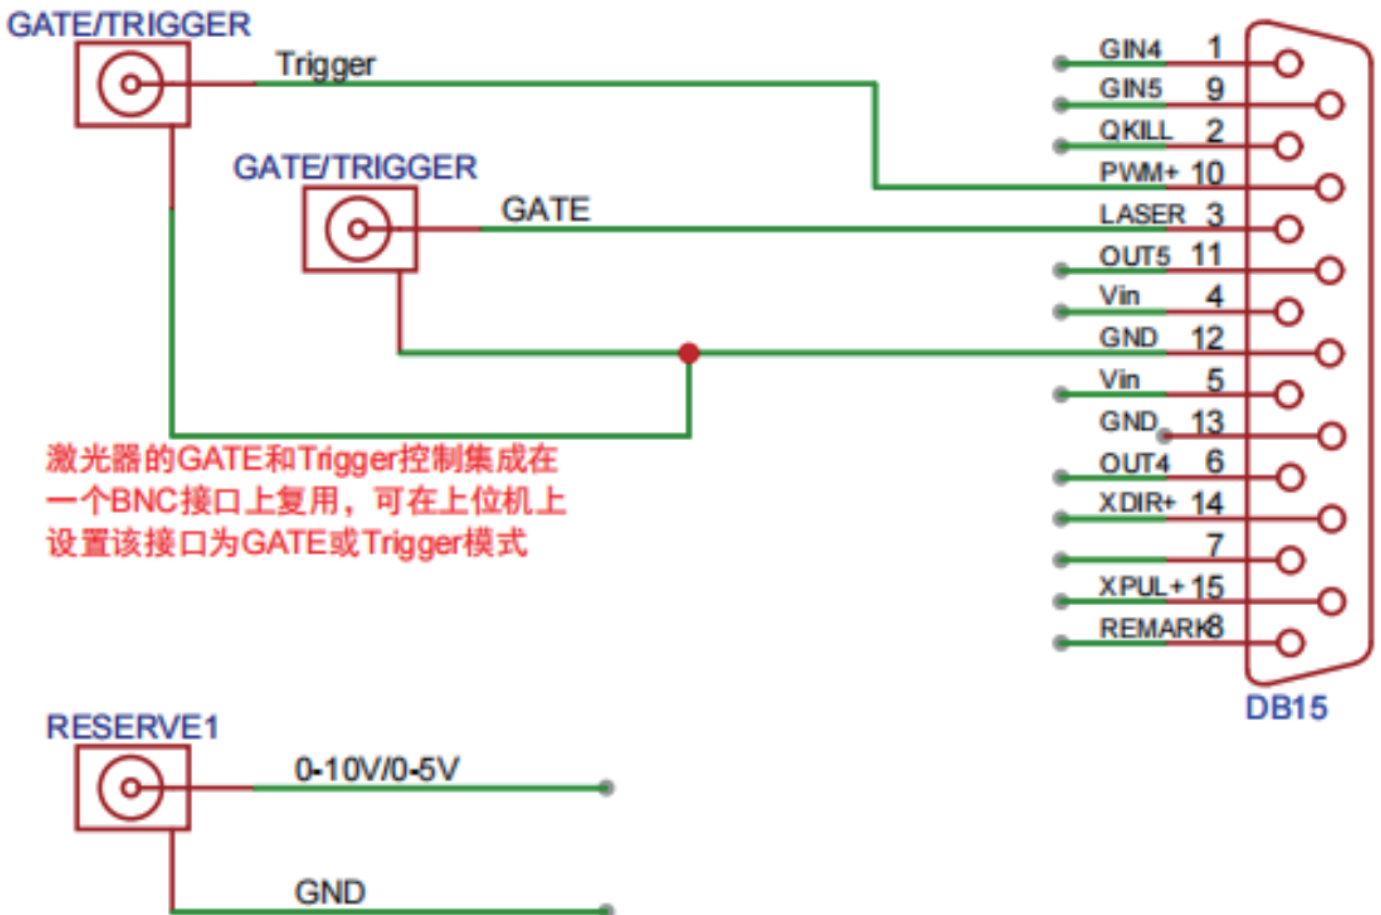 GATE/TRIGGER
Trigger
GATE/TRIGGER
GATE
GIN4 1
GIN5 9
QKILL 2
PWM+ 10
LASER 3
OUT5 11
Vin 4
GND 12
Vin 5
GND 13
OUT4 6
XDIR+ 14
7
XPUL+ 15
REMARK 8
DB15
激光器的GATE和Trigger控制集成在
一个BNC接口上复用，可在上位机上
设置该接口为GATE或Trigger模式
RESERVE1
0-10V/0-5V
GND